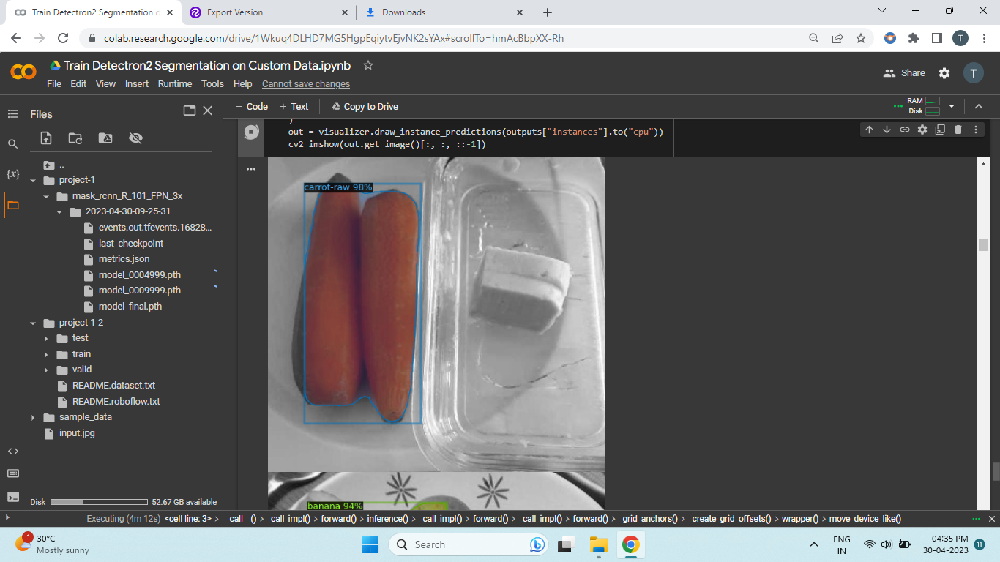 Train Detectron2 Segmentation o
Export Version
Downloads
colab.research.google.com/drive/1Wkuq4DLHD7MG5HgpEqiytvEjvNK2sYAx#scrollTo=hmAcBbpXX-Rh
T
Train Detectron2 Segmentation on Custom Data.ipynb
File Edit View Insert Runtime Tools Help Cannot save changes
Share
T
Files
+ Code + Text Copy to Drive
RAM
Disk
{x}
..
project-1
mask_rcnn_R_101_FPN_3x
2023-04-30-09-25-31
events.out.tfevents.16828...
last_checkpoint
metrics.json
model_0004999.pth
model_0009999.pth
model_final.pth
project-1-2
test
train
valid
README.dataset.txt
README.roboflow.txt
sample_data
input.jpg
Disk 52.67 GB available
)
out = visualizer.draw_instance_predictions(outputs["instances"].to("cpu"))
cv2_imshow(out.get_image()[:, :, ::-1])
carrot-raw 98%
banana 94%
Executing (4m 12s) <cell line: 3> > __call__() > _call_impl() > forward() > inference() > _call_impl() > forward() > _call_impl() > forward() > _grid_anchors() > _create_grid_offsets() > wrapper() > move_device_like()
1
30°C
Mostly sunny
Search
ENG
IN
04:35 PM
30-04-2023
11